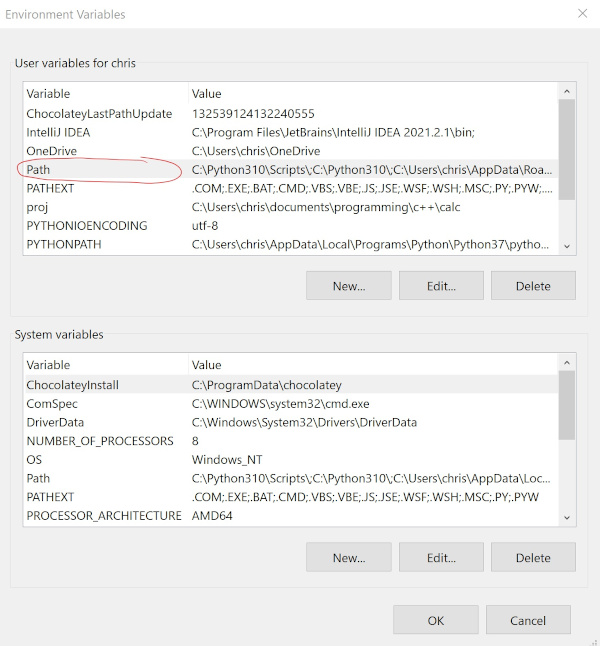 Environment Variables
User variables for chris
Variable Value
ChocolateyLastPathUpdate 132539124132240555
IntelliJ IDEA C:\Program Files\JetBrains\IntelliJ IDEA 2021.2.1\bin;
OneDrive C:\Users\chris\OneDrive
Path C:\Python310\Scripts\;C:\Python310\;C:\Users\chris\AppData\Roa...
PATHEXT .COM;.EXE;.BAT;.CMD;.VBS;.VBE;.JS;.JSE;.WSF;.WSH;.MSC;.PY;.PYW;....
proj C:\Users\chris\documents\programming\c++\calc
PYTHONIOENCODING utf-8
PYTHONPATH C:\Users\chris\AppData\Local\Programs\Python\Python37\pytho...
New... Edit... Delete
System variables
Variable Value
ChocolateyInstall C:\ProgramData\chocolatey
ComSpec C:\WINDOWS\system32\cmd.exe
DriverData C:\Windows\System32\Drivers\DriverData
NUMBER_OF_PROCESSORS 8
OS Windows_NT
Path C:\Python310\Scripts\;C:\Python310\;C:\Users\chris\AppData\Loc...
PATHEXT .COM;.EXE;.BAT;.CMD;.VBS;.VBE;.JS;.JSE;.WSF;.WSH;.MSC;.PY;.PYW
PROCESSOR_ARCHITECTURE AMD64
New... Edit... Delete
OK Cancel